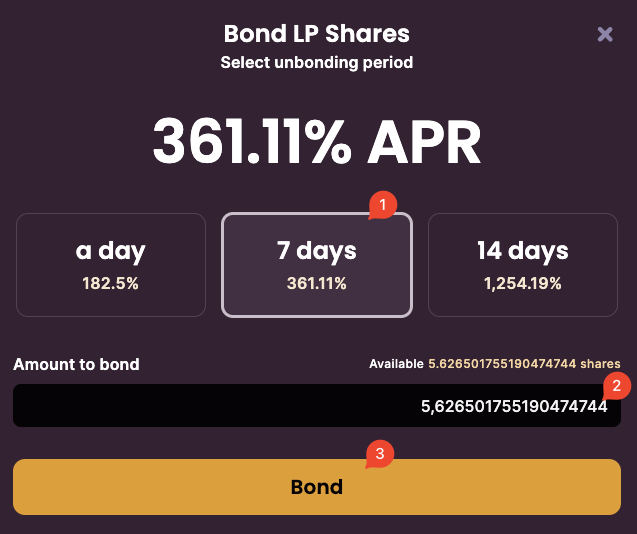 Bond LP Shares
Select unbonding period
361.11% APR
1
a day
7 days
14 days
182.5%
361.11%
1,254.19%
Amount to bond
Available 5.626501755190474744 shares
2
5,626501755190474744
3
Bond